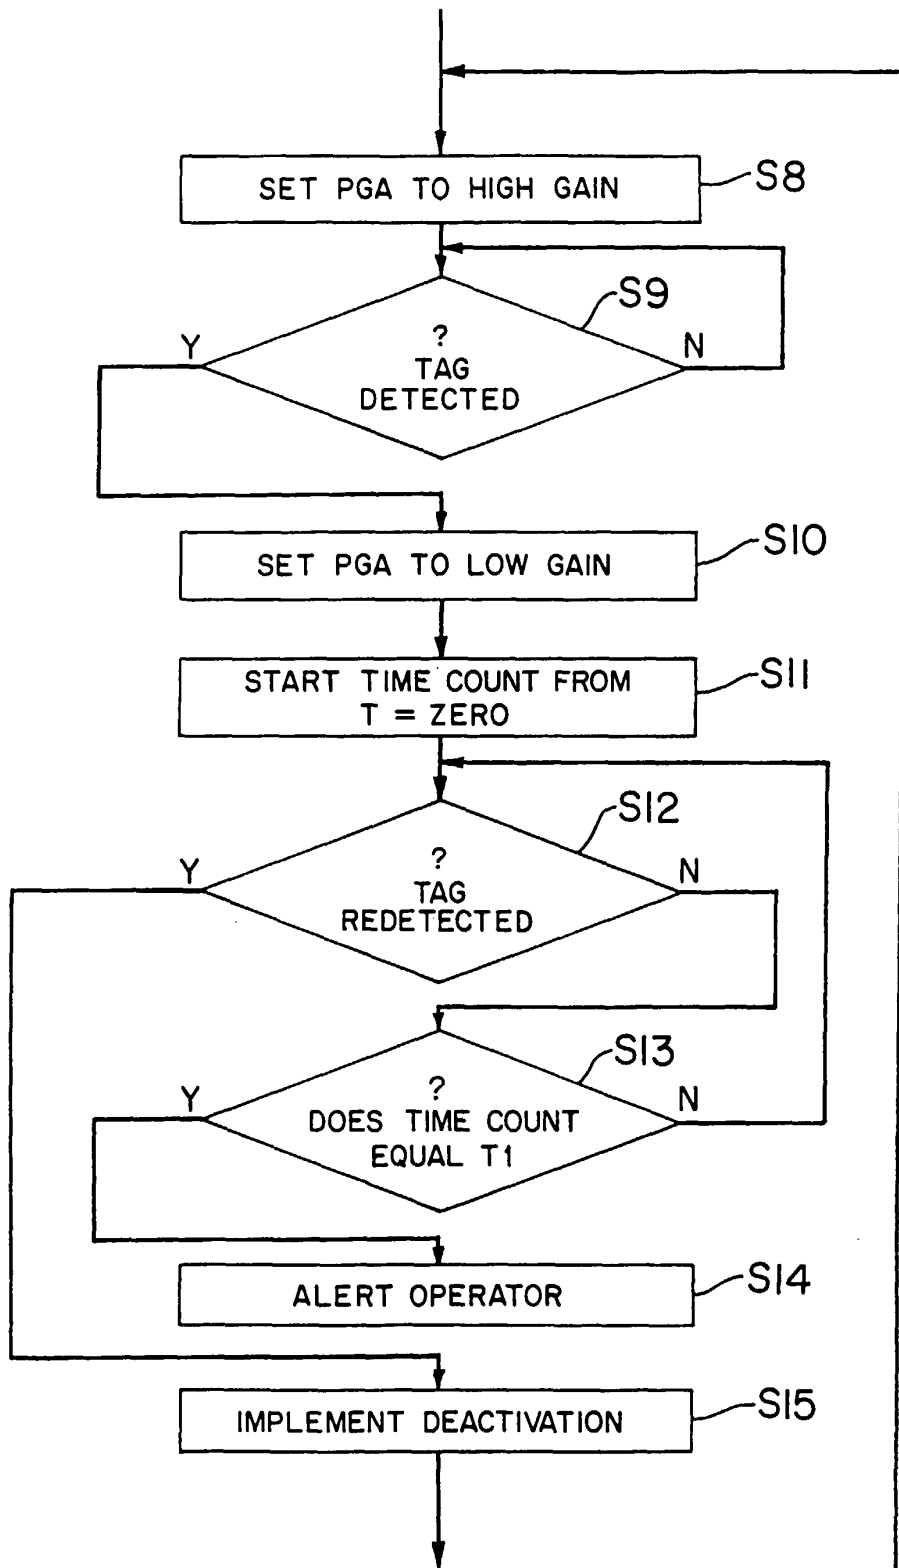 SET PGA TO HIGH GAIN
S8
S9
Y
N
?
TAG
DETECTED
SET PGA TO LOW GAIN
S10
START TIME COUNT FROM
T = ZERO
S11
S12
Y
N
?
TAG
REDETECTED
S13
Y
N
?
DOES TIME COUNT
EQUAL T1
ALERT OPERATOR
S14
IMPLEMENT DEACTIVATION
S15